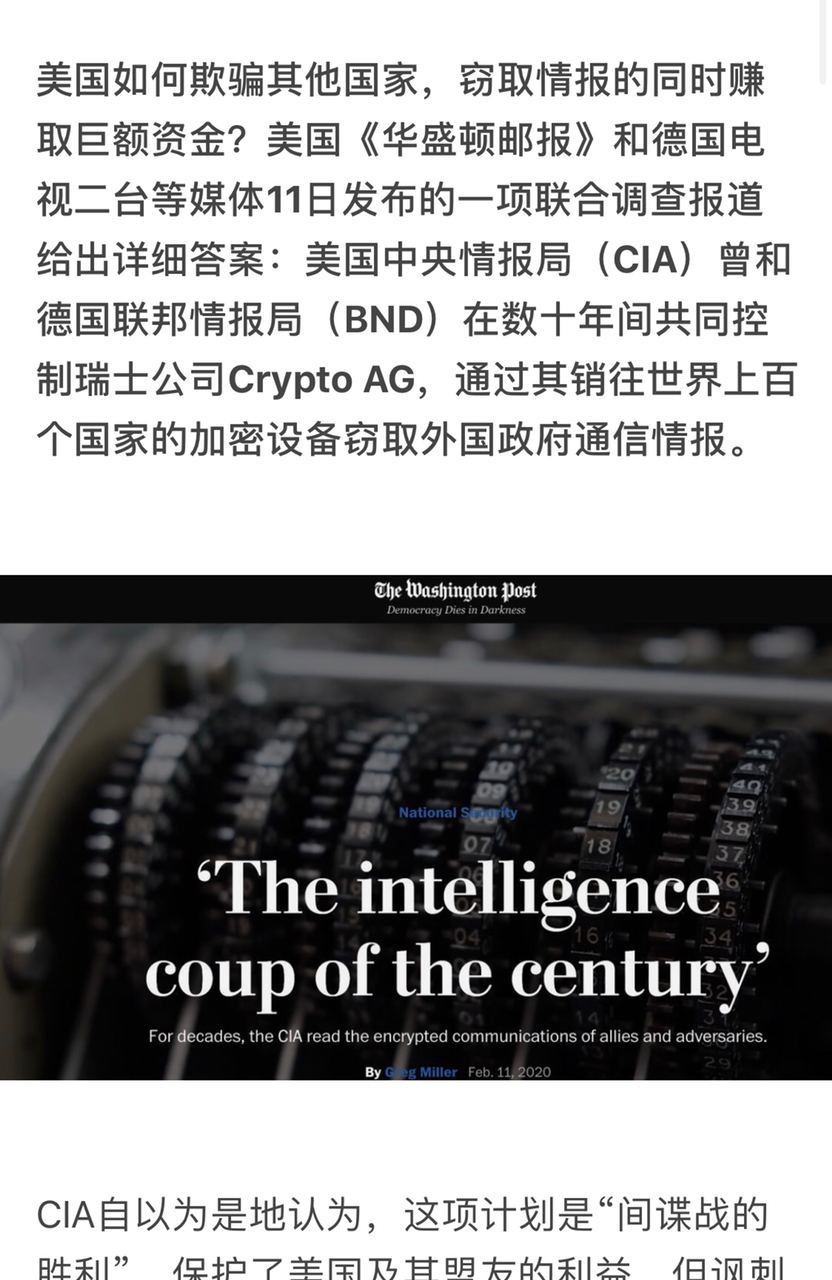 美国如何欺骗其他国家，窃取情报的同时赚
取巨额资金？美国《华盛顿邮报》和德国电
视二台等媒体11日发布的一项联合调查报道
给出详细答案：美国中央情报局（CIA）曾和
德国联邦情报局（BND）在数十年间共同控
制瑞士公司Crypto AG，通过其销往世界上百
个国家的加密设备窃取外国政府通信情报。
The Washington Post
Democracy Dies in Darkness
National Security
‘The intelligence
coup of the century’
For decades, the CIA read the encrypted communications of allies and adversaries.
By Greg Miller Feb. 11, 2020
CIA自以为是地认为，这项计划是“间谍战的
胜利”，保护了美国及其盟友的利益，但讽刺